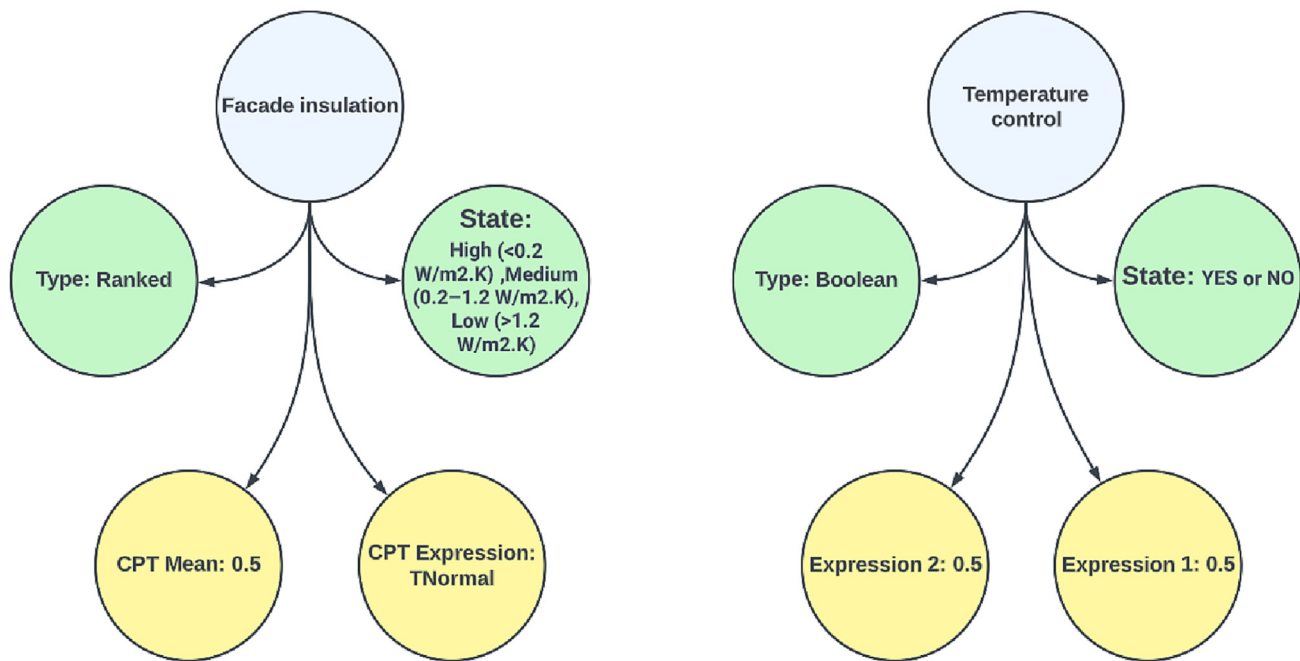 Facade insulation
Type: Ranked
State:
High (<0.2
W/m2.K) ,Medium
(0.2–1.2 W/m2.K),
Low (>1.2
W/m2.K)
CPT Mean: 0.5
CPT Expression:
TNormal
Temperature
control
Type: Boolean
State: YES or NO
Expression 2: 0.5
Expression 1: 0.5